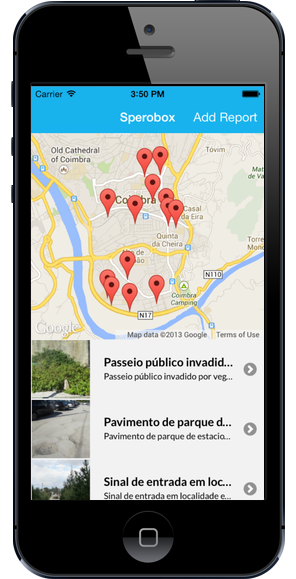 Carrier 3:50 PM
Sperobox Add Report
Old Cathedral
of Coimbra
Tovim
Coimbra
Casal
da Eira
Quinta
da Cheira
Torre
N110
Coimbra
Camping
N17
Google Map data ©2013 Google Terms of Use
Passeio público invadid...
Passeio público invadido por veg...
Pavimento de parque d...
Pavimento de parque de estacio...
Sinal de entrada em loc...
Sinal de entrada em localidade e...